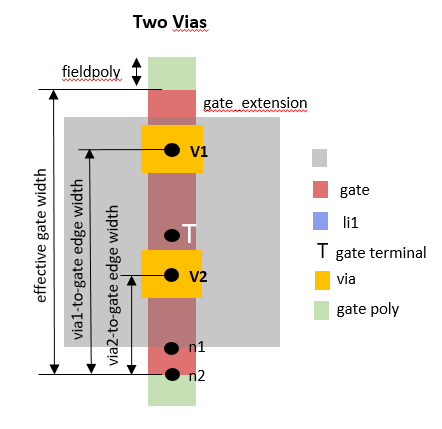 Two Vias
fieldpoly
gate_extension
V1
T
V2
n1
n2
effective gate width
via1-to-gate edge width
via2-to-gate edge width
gate
li1
T gate terminal
via
gate poly